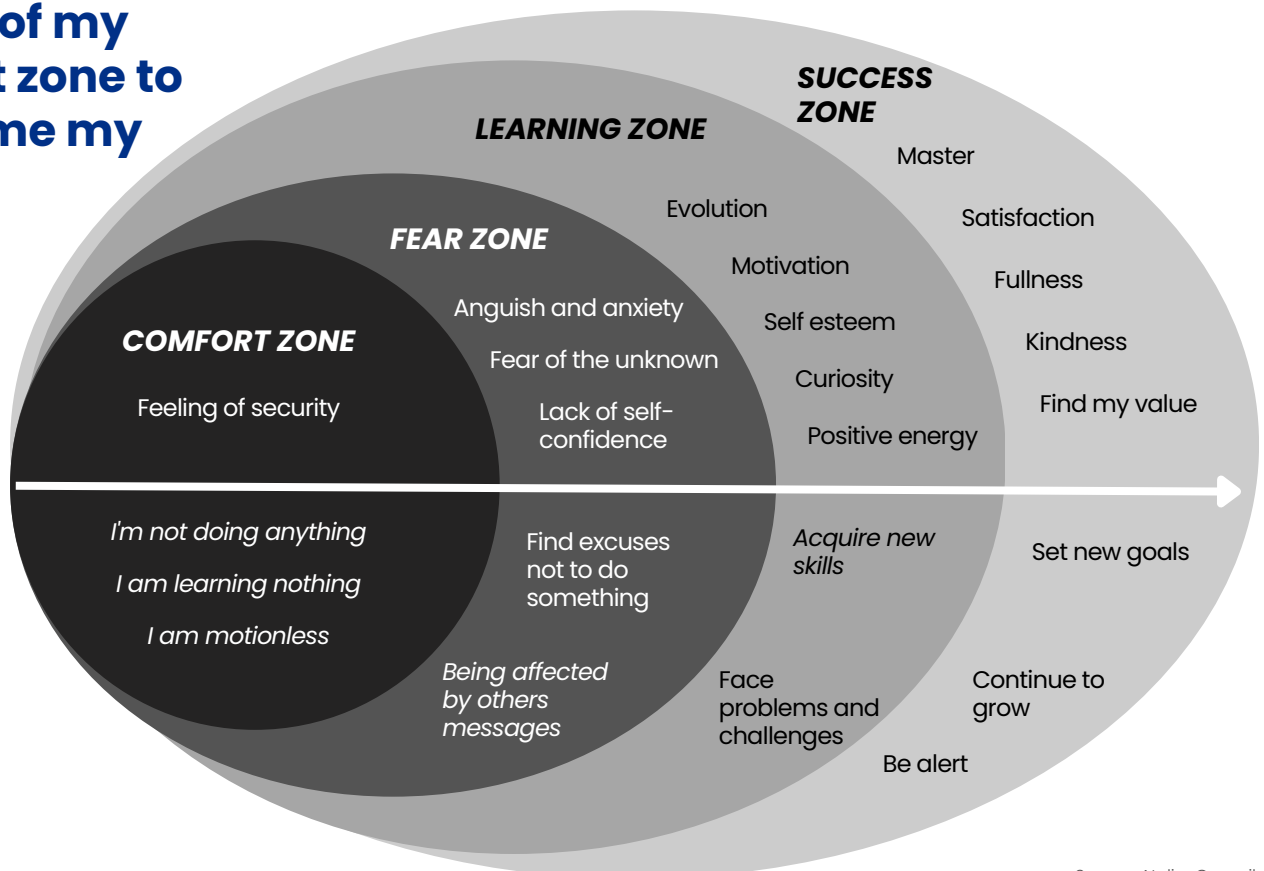 of my
zone to
me my
SUCCESS
ZONE
LEARNING ZONE
Master
Evolution
Satisfaction
FEAR ZONE
Motivation
Fullness
Anguish and anxiety
Self esteem
COMFORT ZONE
Kindness
Fear of the unknown
Curiosity
Feeling of security
Lack of self-
confidence
Find my value
Positive energy
I'm not doing anything
I am learning nothing
I am motionless
Find excuses
not to do
something
Being affected
by others
messages
Acquire new
skills
Face
problems and
challenges
Set new goals
Continue to
grow
Be alert